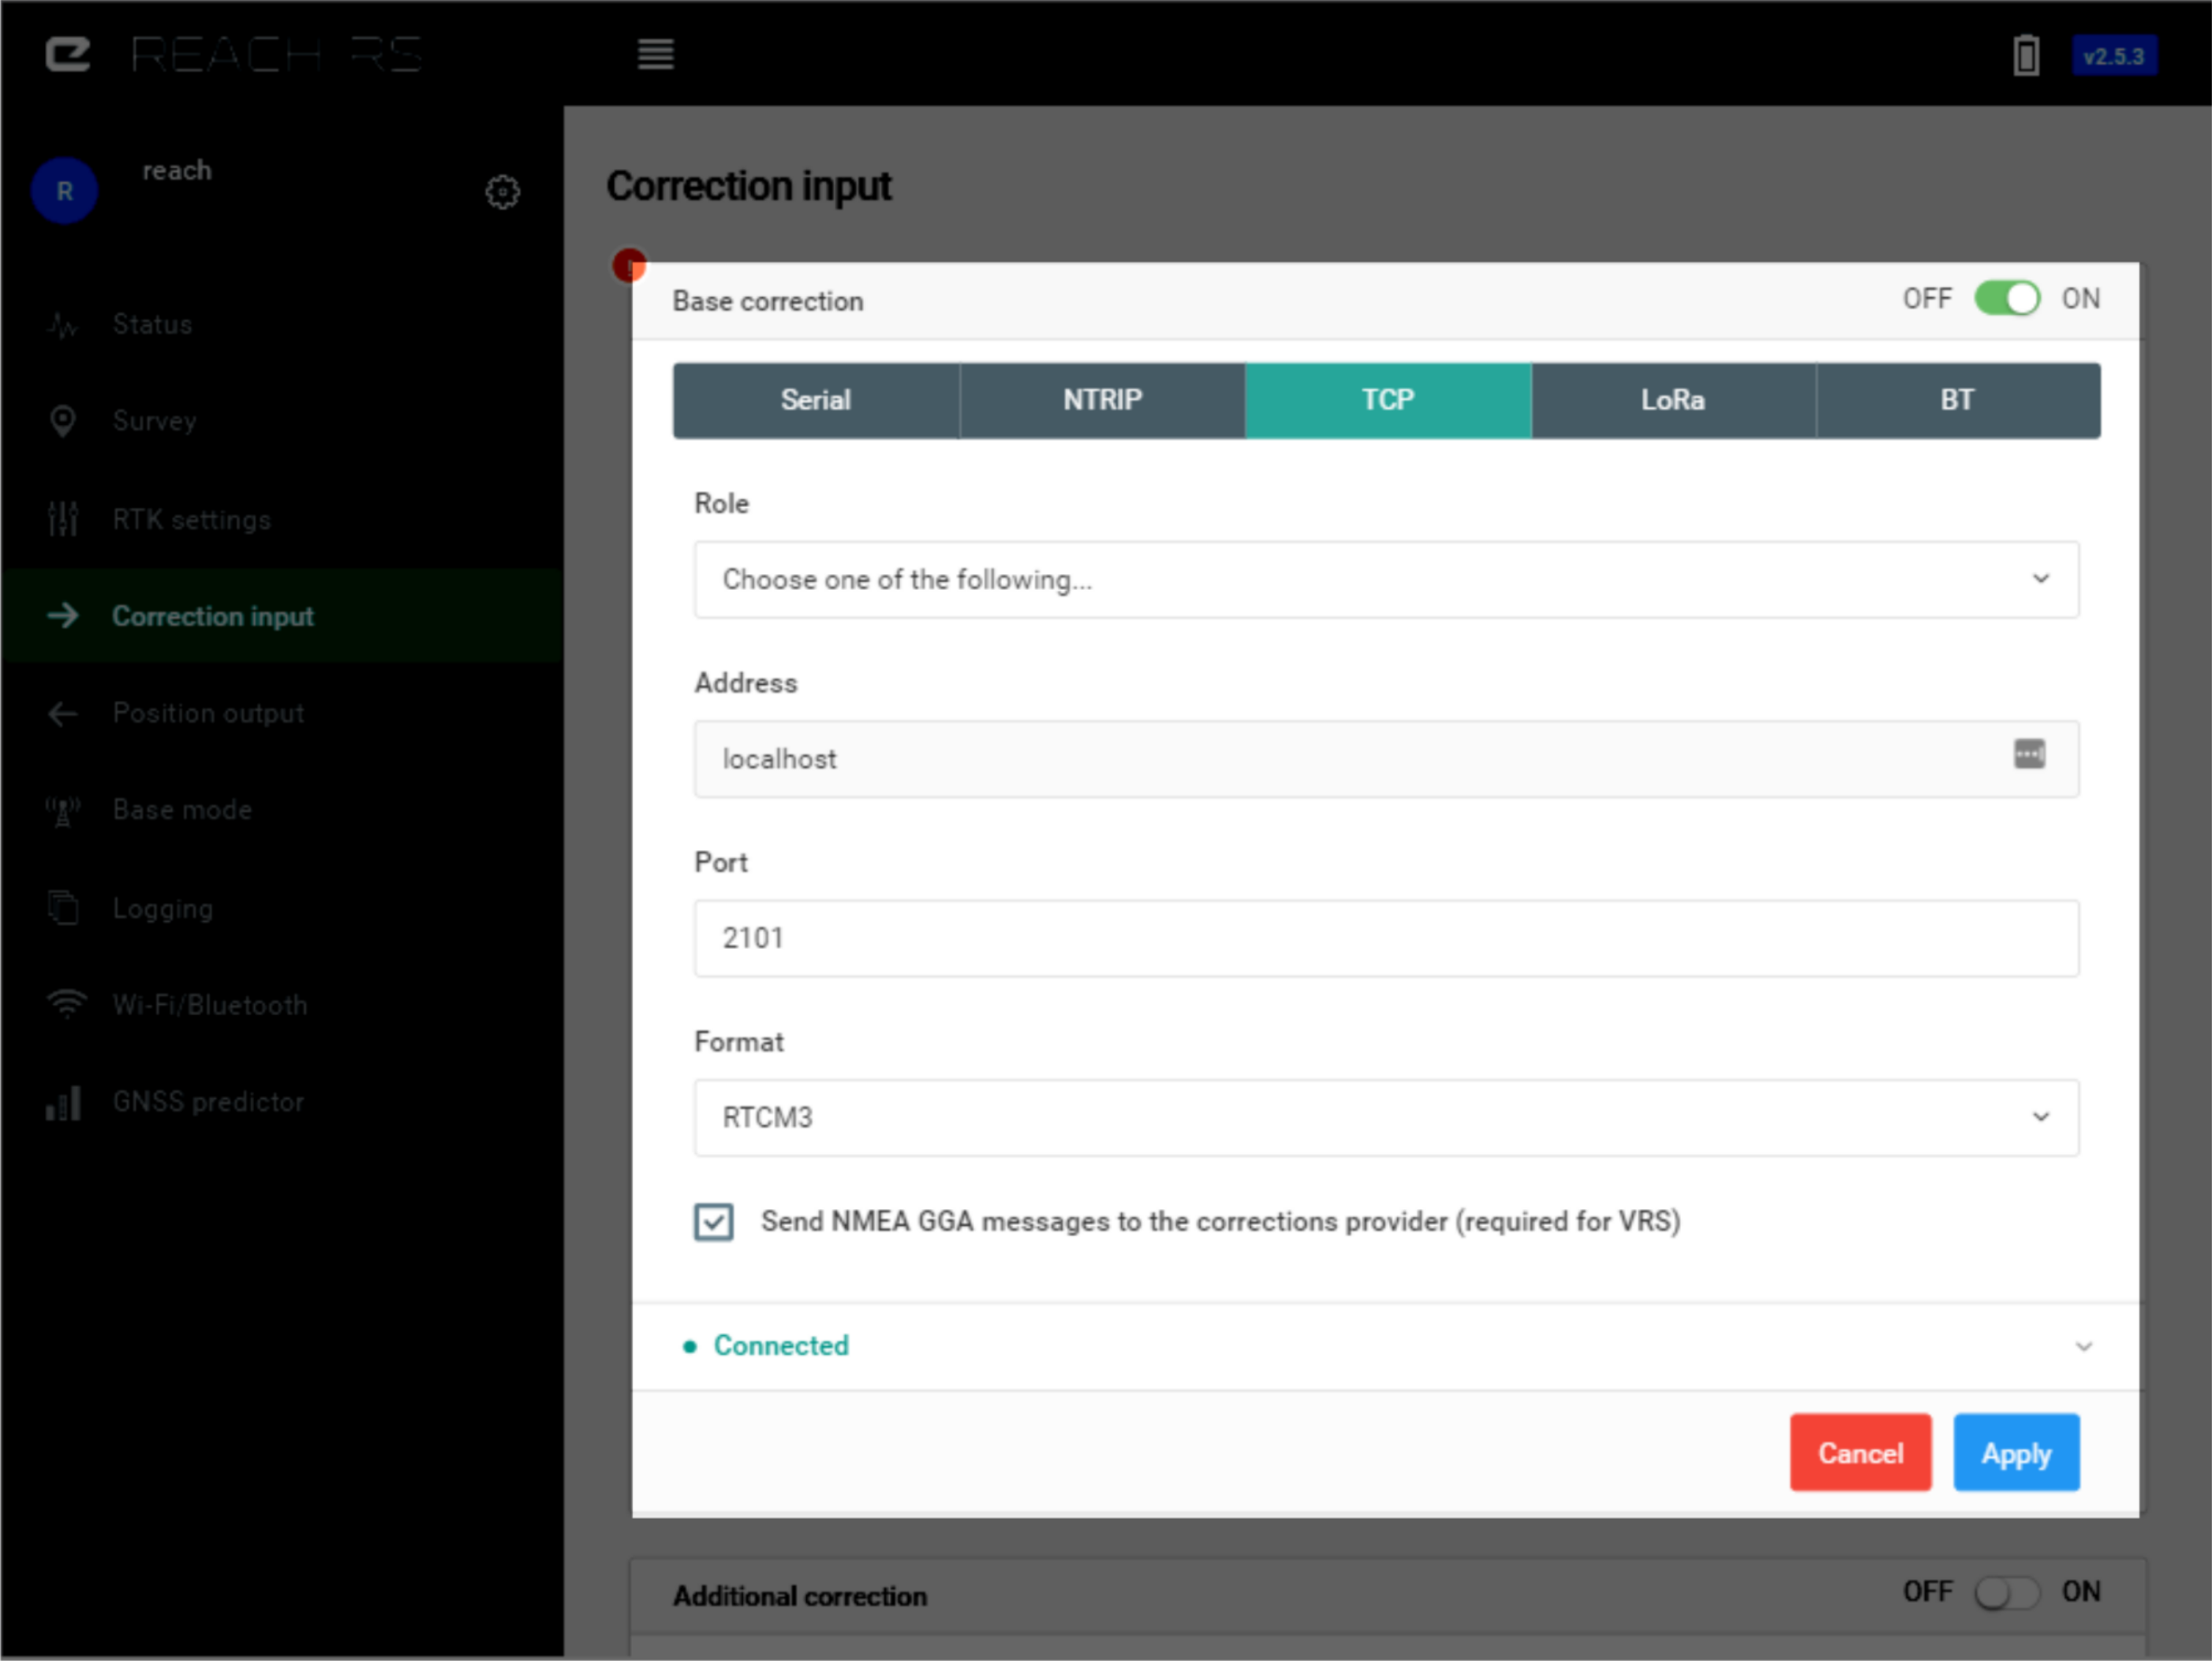 REACH RS
v2.5.3
R
reach
Status
Survey
RTK settings
Correction input
Position output
Base mode
Logging
Wi-Fi/Bluetooth
GNSS predictor
Correction input
!
Base correction
OFF ON
Serial NTRIP TCP LoRa BT
Role
Choose one of the following...
Address
localhost
Port
2101
Format
RTCM3
Send NMEA GGA messages to the corrections provider (required for VRS)
Connected
Cancel Apply
Additional correction
OFF ON